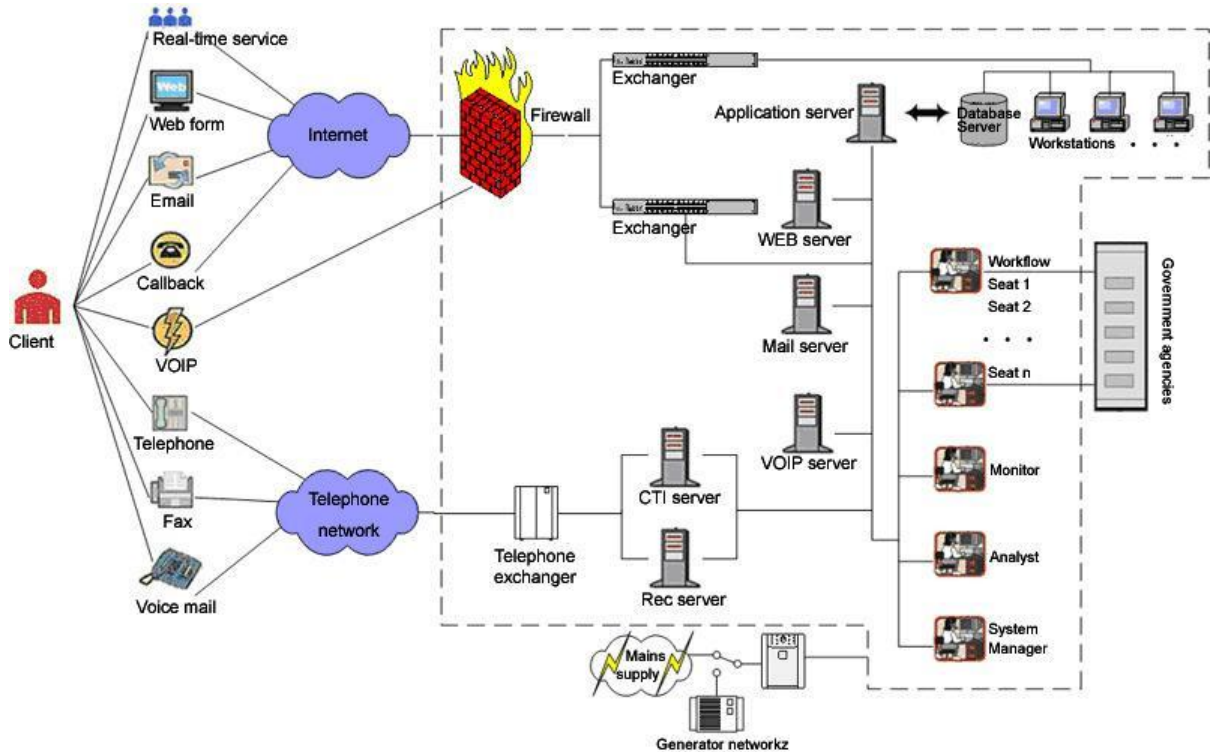 Real-time service
Web
Web form
Email
Callback
Client
VOIP
Telephone
Fax
Voice mail
Internet
Telephone
network
Firewall
Exchanger
Exchanger
Application server
Database
Server
Workstations . . .
WEB server
Mail server
VOIP server
CTI server
Rec server
Telephone
exchanger
Workflow
Seat 1
Seat 2
. . .
Seat n
Monitor
Analyst
System
Manager
Government agencies
Mains
supply
Generator networkz